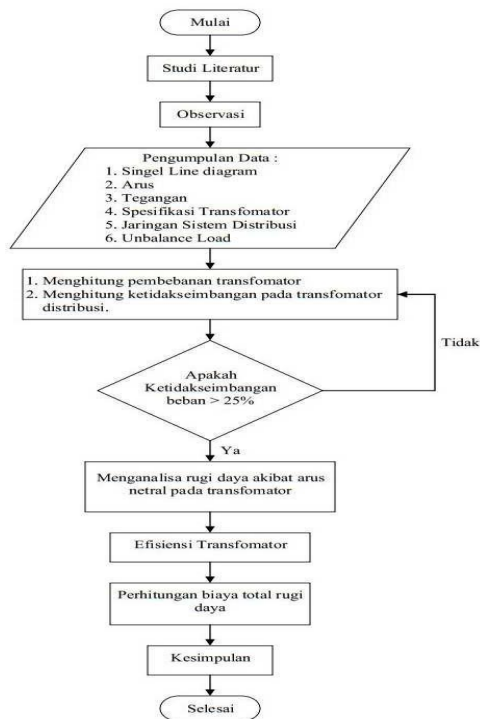 Mulai
Studi Literatur
Observasi
Pengumpulan Data :
1. Singel Line diagram
2. Arus
3. Tegangan
4. Spesifikasi Transfomator
5. Jaringan Sistem Distribusi
6. Unbalance Load
1. Menghitung pembebanan transfomator
2. Menghitung ketidakseimbangan pada transfomator
distribusi.
Tidak
Apakah
Ketidakseimbangan
beban > 25%
Ya
Menganalisa rugi daya akibat arus
netral pada transfomator
Efisiensi Transfomator
Perhitungan biaya total rugi
daya
Kesimpulan
Selesai